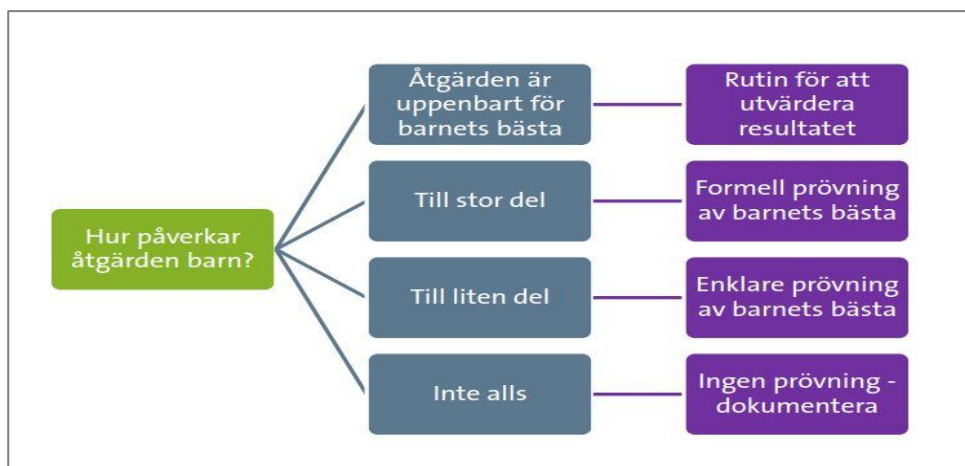 Hur påverkar
åtgärden barn?
Åtgärden är
uppenbart för
barnets bästa
Rutin för att
utvärdera
resultatet
Till stor del
Formell prövning
av barnets bästa
Till liten del
Enklare prövning
av barnets bästa
Inte alls
Ingen prövning -
dokumentera